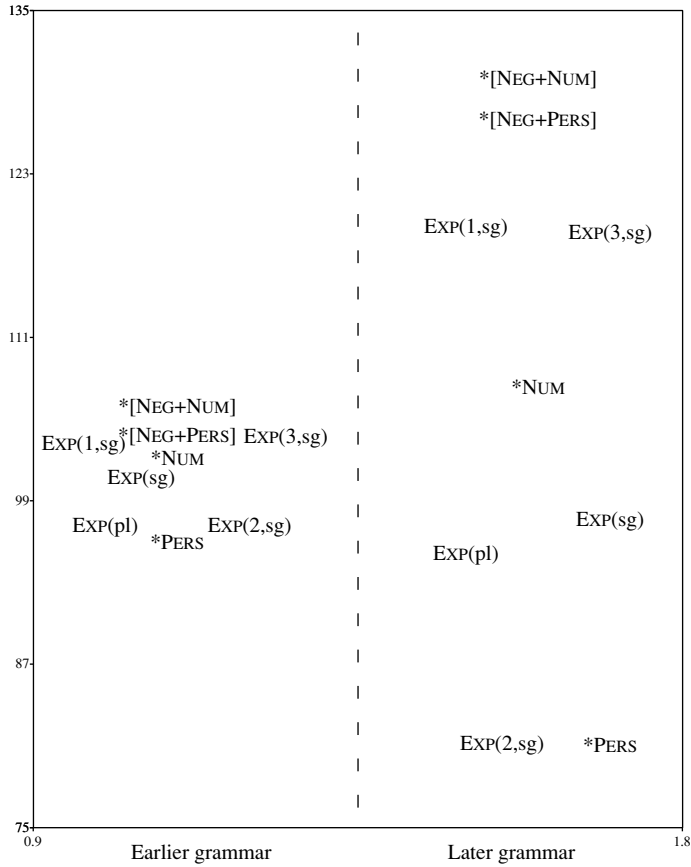 135
*[NEG+NUM]
*[NEG+PERS]
123
EXP(1,sg) EXP(3,sg)
111
*NUM
*[NEG+NUM]
EXP(1,sg) *[NEG+PERS] EXP(3,sg)
*NUM
EXP(sg)
99
EXP(sg)
EXP(pl) EXP(2,sg)
*PERS
EXP(pl)
87
EXP(2,sg) *PERS
75
0.9 1.8
Earlier grammar Later grammar